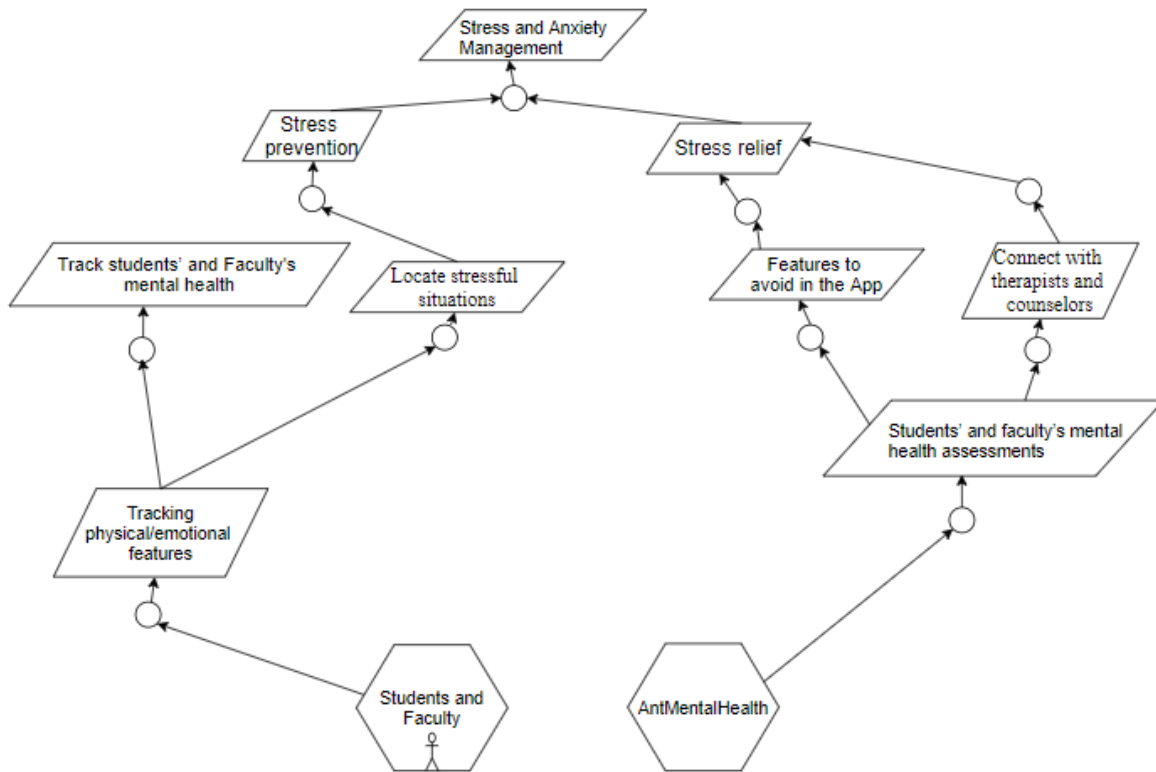 Stress and Anxiety
Management
Stress
prevention
Stress relief
Track students’ and Faculty's
mental health
Locate stressful
situations
Features to
avoid in the App
Connect with
therapists and
counselors
Students’ and faculty’s mental
health assessments
Tracking
physical/emotional
features
Students and
Faculty
AntMentalHealth